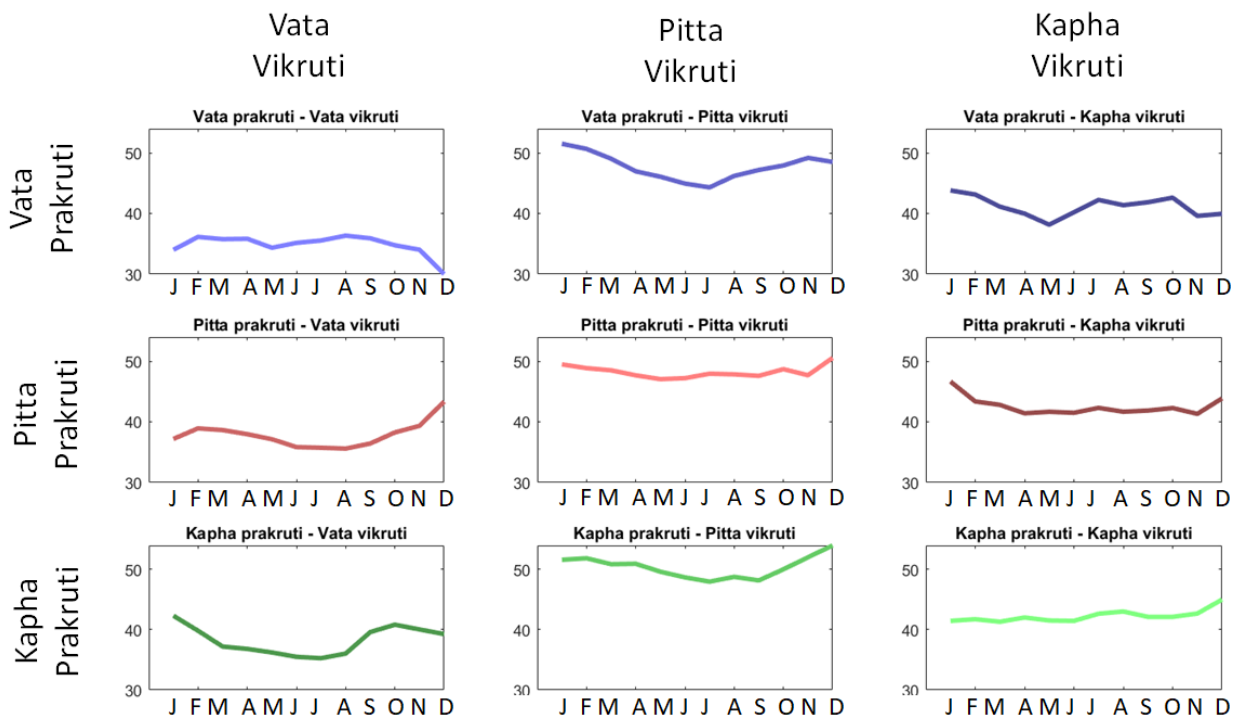 Vata
Vikruti
Pitta
Vikruti
Kapha
Vikruti
Vata
Prakruti
Vata prakruti - Vata vikruti
50
40
30
J F M A M J J A S O N D
Vata prakruti - Pitta vikruti
50
40
30
J F M A M J J A S O N D
Vata prakruti - Kapha vikruti
50
40
30
J F M A M J J A S O N D
Pitta
Prakruti
Pitta prakruti - Vata vikruti
50
40
30
J F M A M J J A S O N D
Pitta prakruti - Pitta vikruti
50
40
30
J F M A M J J A S O N D
Pitta prakruti - Kapha vikruti
50
40
30
J F M A M J J A S O N D
Kapha
Prakruti
Kapha prakruti - Vata vikruti
50
40
30
J F M A M J J A S O N D
Kapha prakruti - Pitta vikruti
50
40
30
J F M A M J J A S O N D
Kapha prakruti - Kapha vikruti
50
40
30
J F M A M J J A S O N D